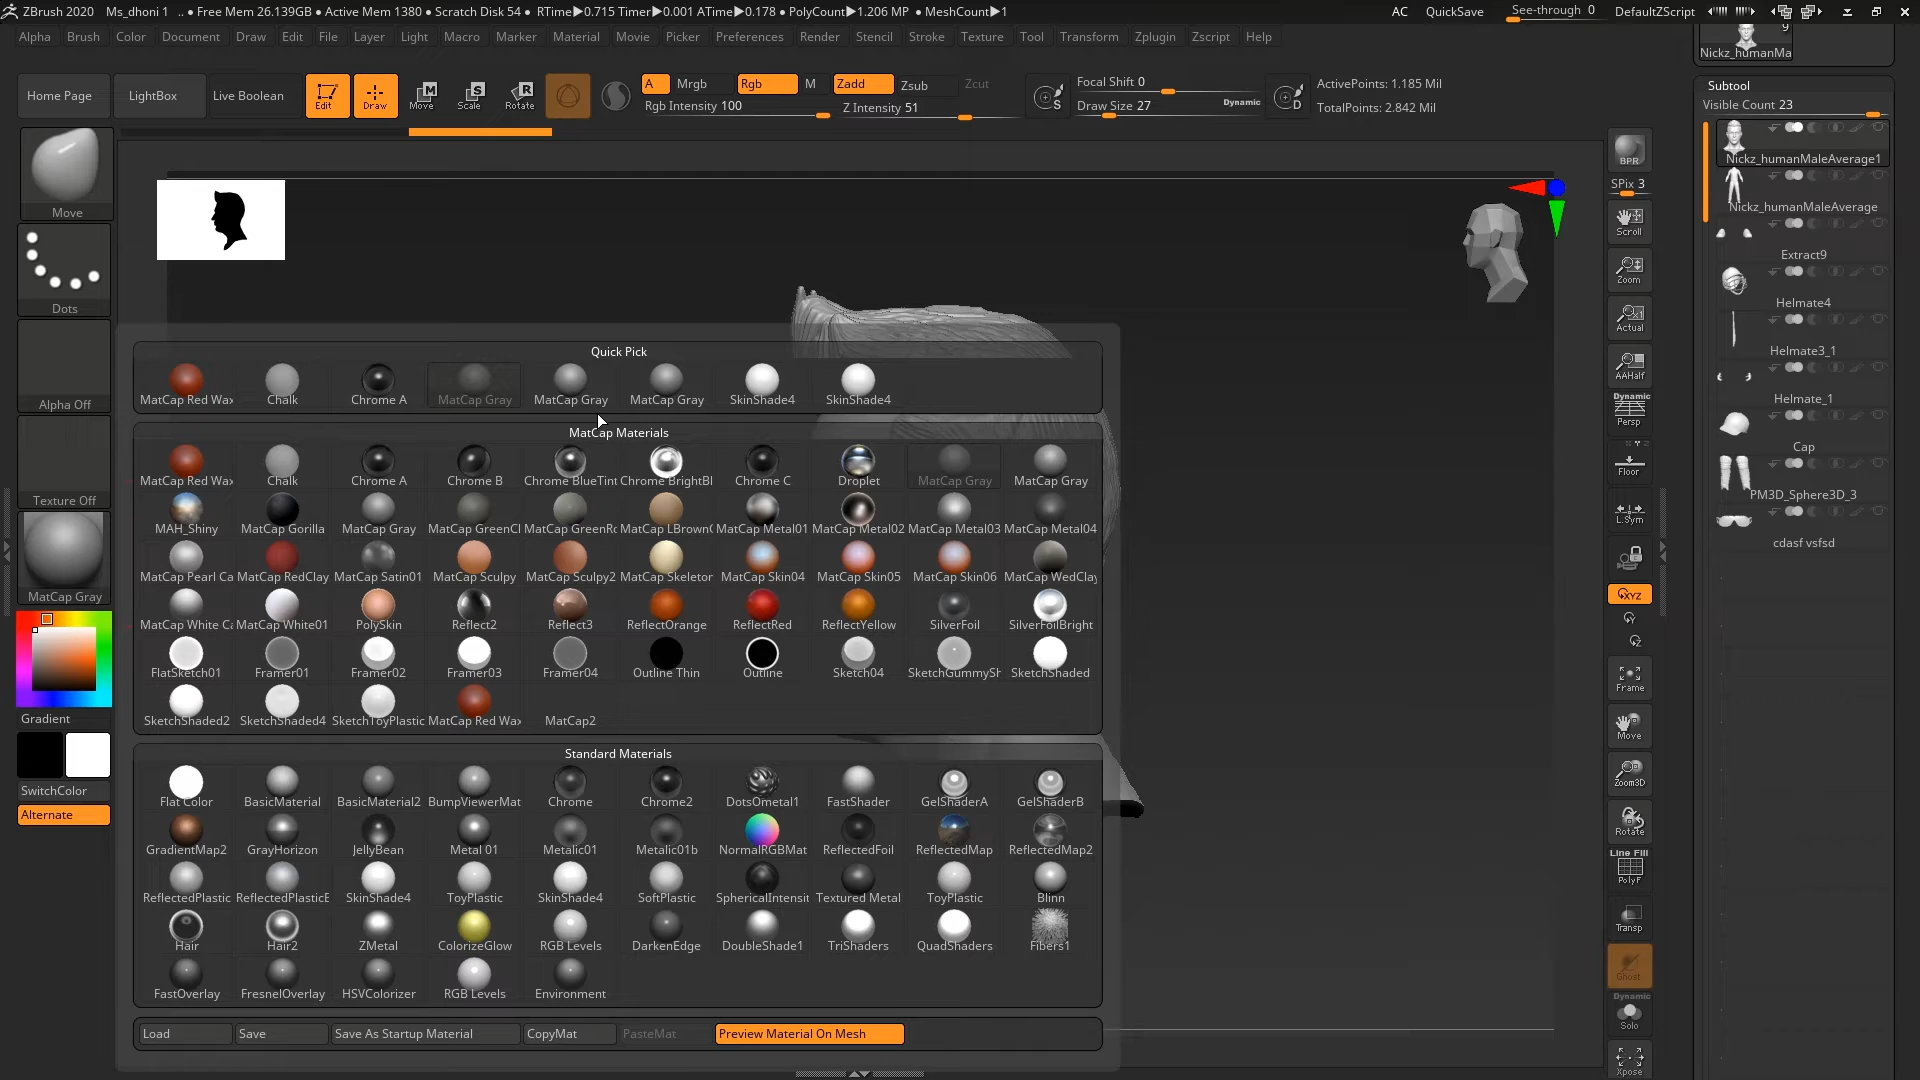 ZBrush 2020 Ms_dhoni 1 .. • Free Mem 26.139GB • Active Mem 1380 • Scratch Disk 54 • RTime▶0.715 Timer▶0.001 ATime▶0.178 • PolyCount▶1.206 MP • MeshCount▶1
AC QuickSave See-through 0 DefaultZScript
Alpha Brush Color Document Draw Edit File Layer Light Macro Marker Material Movie Picker Preferences Render Stencil Stroke Texture Tool Transform Zplugin Zscript Help
9
Nickz_humanMa
Home Page LightBox Live Boolean Edit Draw Move Scale Rotate
A Mrgb Rgb M Zadd Zsub Zcut
Rgb Intensity 100 Z Intensity 51
S Focal Shift 0
Draw Size 27 Dynamic D
ActivePoints: 1.185 Mil
TotalPoints: 2.842 Mil
Subtool
Visible Count 23
Nickz_humanMaleAverage1
Nickz_humanMaleAverage
Extract9
Helmate4
Helmate3_1
Helmate_1
Cap
PM3D_Sphere3D_3
cdasf vsfsd
Move
Dots
Alpha Off
Texture Off
MatCap Gray
Gradient
SwitchColor
Alternate
Quick Pick
MatCap Red Wax Chalk Chrome A MatCap Gray MatCap Gray MatCap Gray SkinShade4 SkinShade4
MatCap Materials
MatCap Red Wax Chalk Chrome A Chrome B Chrome BlueTint Chrome BrightBl Chrome C Droplet MatCap Gray MatCap Gray
MAH_Shiny MatCap Gorilla MatCap Gray MatCap GreenCl MatCap GreenRo MatCap LBrown MatCap Metal01 MatCap Metal02 MatCap Metal03 MatCap Metal04
MatCap Pearl Ca MatCap RedClay MatCap Satin01 MatCap Sculpy MatCap Sculpy2 MatCap Skeletor MatCap Skin04 MatCap Skin05 MatCap Skin06 MatCap WedClay
MatCap White Ca MatCap White01 PolySkin Reflect2 Reflect3 ReflectOrange ReflectRed ReflectYellow SilverFoil SilverFoilBright
FlatSketch01 Framer01 Framer02 Framer03 Framer04 Outline Thin Outline Sketch04 SketchGummySh SketchShaded
SketchShaded2 SketchShaded4 SketchToyPlastic MatCap Red Wax MatCap2
Standard Materials
Flat Color BasicMaterial BasicMaterial2 BumpViewerMat Chrome Chrome2 DotsOmetal1 FastShader GelShaderA GelShaderB
GradientMap2 GrayHorizon JellyBean Metal 01 Metalic01 Metalic01b NormalRGBMat ReflectedFoil ReflectedMap ReflectedMap2
ReflectedPlastic ReflectedPlasticE SkinShade4 ToyPlastic SkinShade4 SoftPlastic SphericalIntensit Textured Metal ToyPlastic Blinn
Hair Hair2 ZMetal ColorizeGlow RGB Levels DarkenEdge DoubleShade1 TriShaders QuadShaders Fibers1
FastOverlay FresnelOverlay HSVColorizer RGB Levels Environment
Load Save Save As Startup Material CopyMat PasteMat Preview Material On Mesh
BPR
SPix 3
Scroll
Zoom
Actual
AAHalf
Dynamic
Persp
Floor
L.Sym
XYZ
Frame
Move
Zoom3D
Rotate
Line Fill
PolyF
Transp
Ghost
Dynamic
Solo
Xpose